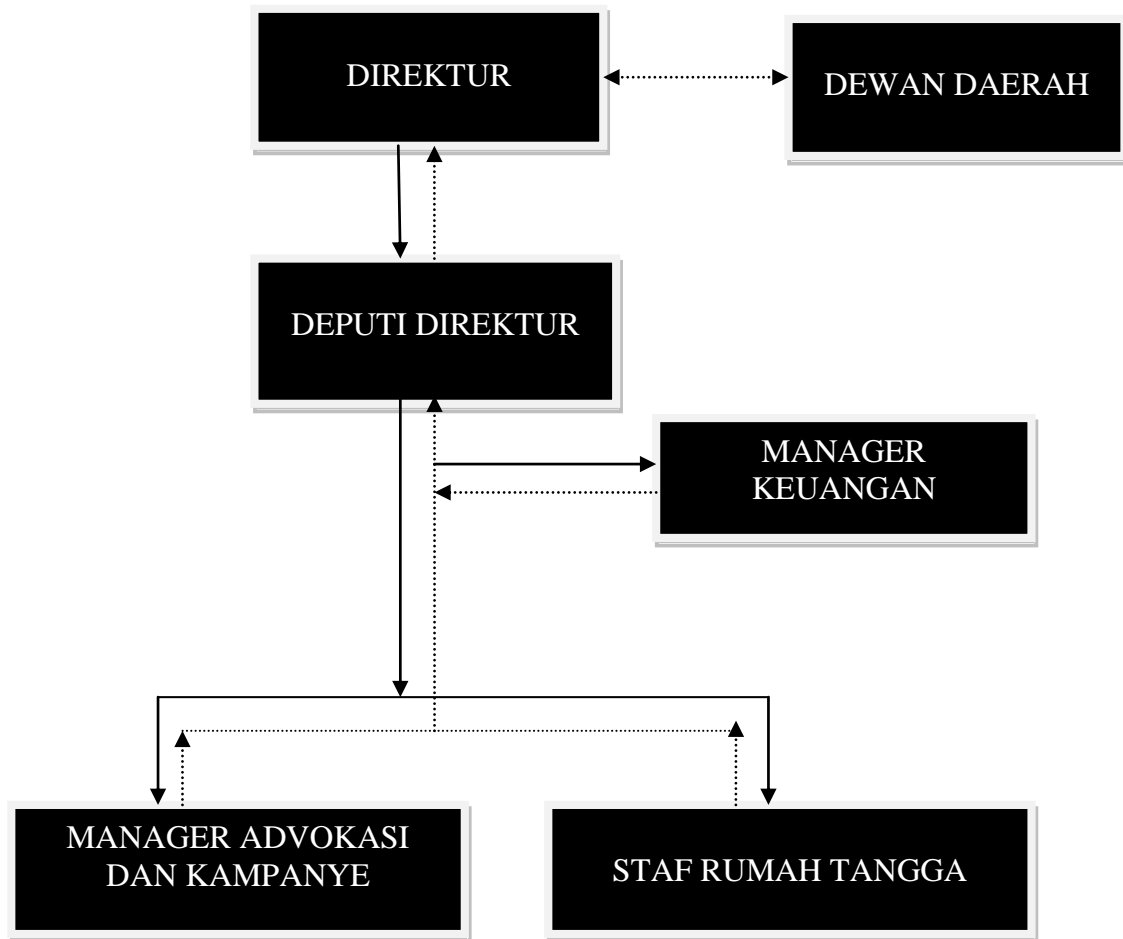 DIREKTUR
DEWAN DAERAH
DEPUTI DIREKTUR
MANAGER
KEUANGAN
MANAGER ADVOKASI
DAN KAMPANYE
STAF RUMAH TANGGA